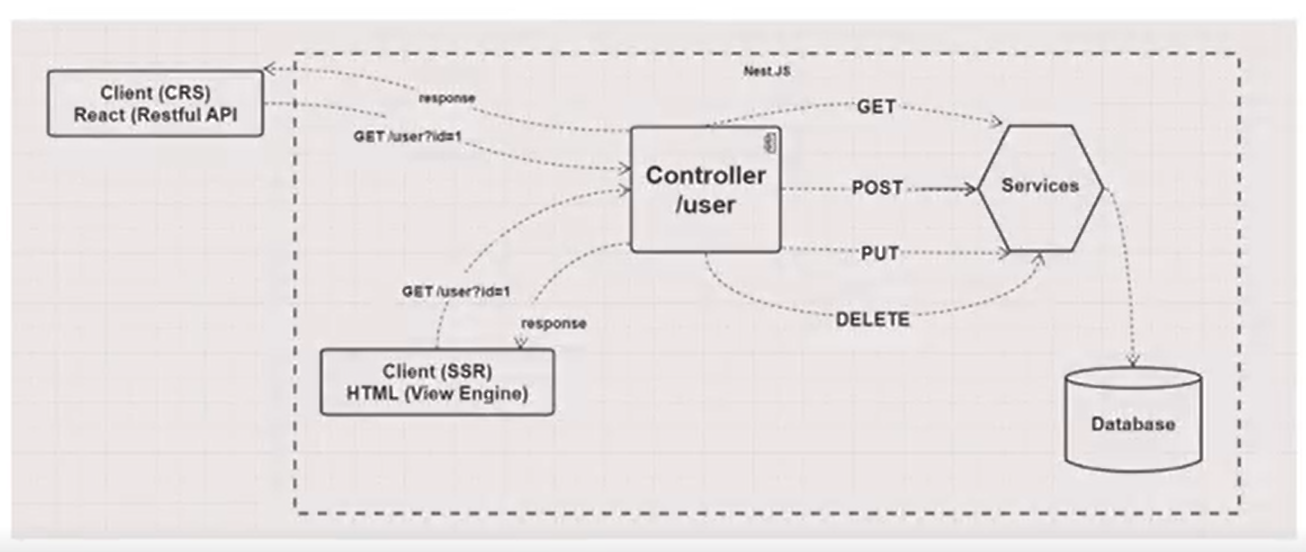 Nest.JS
Client (CRS)
React (Restful API
response
GET /user?id=1
Controller
/user
GET
POST
PUT
DELETE
Services
GET /user?id=1
response
Client (SSR)
HTML (View Engine)
Database